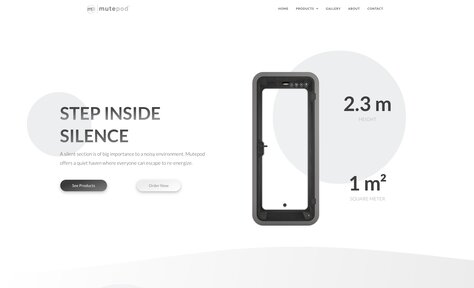 mutepod
HOME PRODUCTS GALLERY ABOUT CONTACT
STEP INSIDE
SILENCE
A silent section is of big importance to a noisy environment. Mutepod
offers a quiet haven where everyone can escape to re-energize.
See Products
Order Now
2.3 m
HEIGHT
1 m²
SQUARE METER